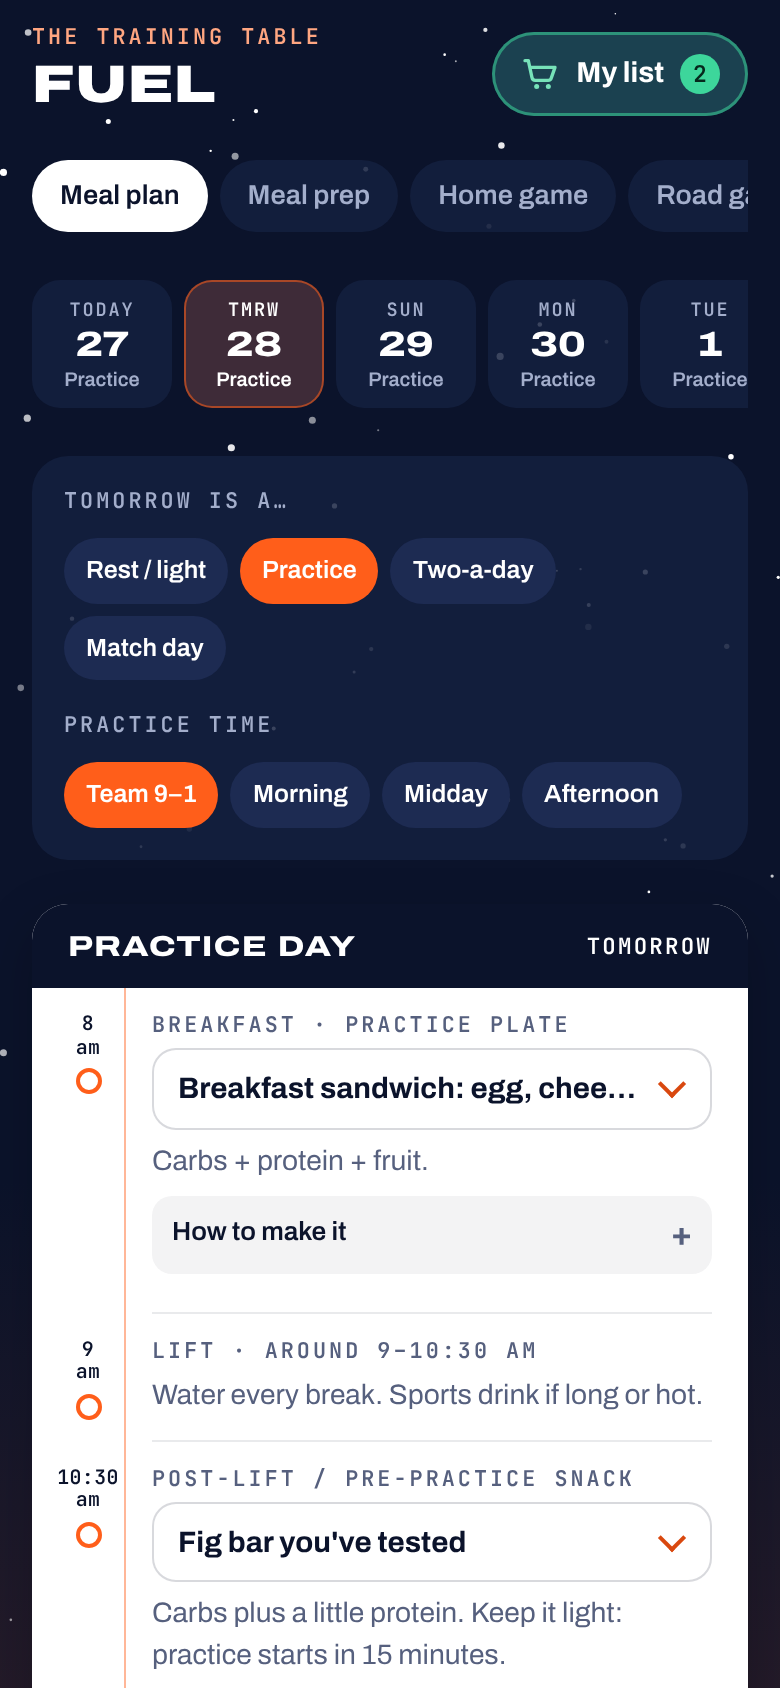 THE TRAINING TABLE
FUEL
My list 2
Meal plan Meal prep Home game Road ga
TODAY TMRW SUN MON TUE
27 28 29 30 1
Practice Practice Practice Practice Practice
TOMORROW IS A…
Rest / light Practice Two-a-day
Match day
PRACTICE TIME
Team 9–1 Morning Midday Afternoon
PRACTICE DAY TOMORROW
8 am
BREAKFAST · PRACTICE PLATE
Breakfast sandwich: egg, chee...
Carbs + protein + fruit.
How to make it +
9 am
LIFT · AROUND 9–10:30 AM
Water every break. Sports drink if long or hot.
10:30 am
POST-LIFT / PRE-PRACTICE SNACK
Fig bar you've tested
Carbs plus a little protein. Keep it light:
practice starts in 15 minutes.